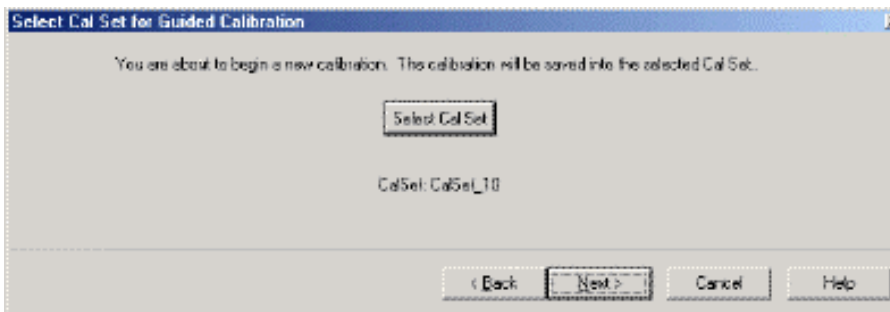 Select Cal Set for Guided Calibration
You are about to begin a new calibration. The calibration will be saved into the selected Cal Set..
Select Cal Set
CalSet: CalSet_10
< Back
Next >
Cancel
Help